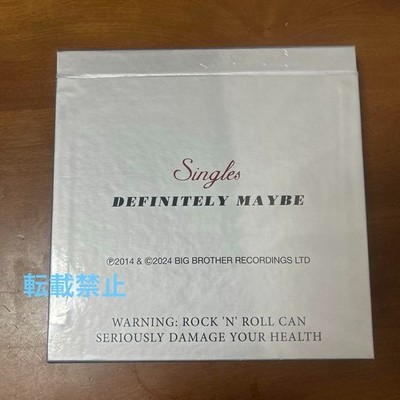 Singles
DEFINITELY MAYBE
℗2014 & ©2024 BIG BROTHER RECORDINGS LTD
転載禁止
WARNING: ROCK 'N' ROLL CAN
SERIOUSLY DAMAGE YOUR HEALTH